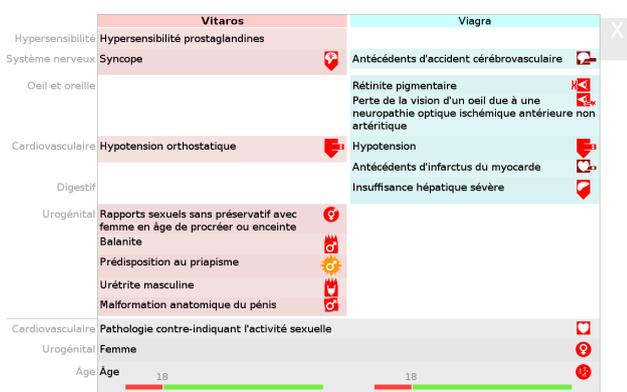 Vitaros Viagra
Hypersensibilité Hypersensibilité prostaglandines
Système nerveux Syncope Antécédents d'accident cérébrovasculaire
Oeil et oreille Rétinite pigmentaire
Perte de la vision d'un oeil due à une
neuropathie optique ischémique antérieure non
artéritique
Cardiovasculaire Hypotension orthostatique Hypotension
Antécédents d'infarctus du myocarde
Digestif Insuffisance hépatique sévère
Urogénital Rapports sexuels sans préservatif avec
femme en âge de procréer ou enceinte
Balanite
Prédisposition au priapisme
Urétrite masculine
Malformation anatomique du pénis
Cardiovasculaire Pathologie contre-indiquant l'activité sexuelle
Urogénital Femme
Âge Âge
18 18
X